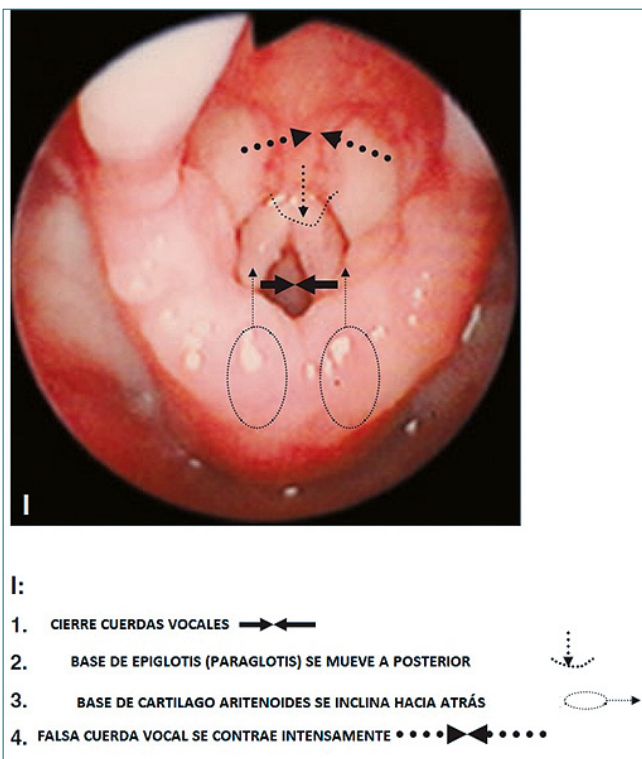 I
I:
1. CIERRE CUERDAS VOCALES
2. BASE DE EPIGLOTIS (PARAGLOTIS) SE MUEVE A POSTERIOR
3. BASE DE CARTILAGO ARITENOIDES SE INCLINA HACIA ATRÁS
4. FALSA CUERDA VOCAL SE CONTRAE INTENSAMENTE